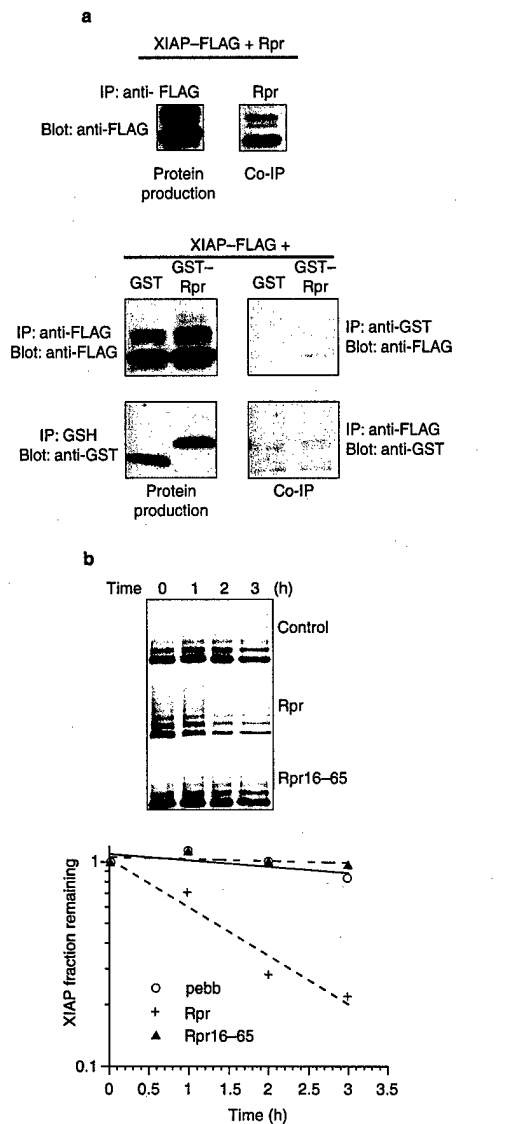 a
XIAP–FLAG + Rpr
IP: anti- FLAG Rpr
Blot: anti-FLAG
Protein production Co-IP
XIAP–FLAG +
GST GST–Rpr GST GST–Rpr
IP: anti-FLAG
Blot: anti-FLAG
IP: anti-GST
Blot: anti-FLAG
IP: GSH
Blot: anti-GST
IP: anti-FLAG
Blot: anti-GST
Protein production Co-IP
b
Time 0 1 2 3 (h)
Control
Rpr
Rpr16–65
XIAP fraction remaining
1
0.1
pebb
Rpr
Rpr16–65
0 0.5 1 1.5 2 2.5 3 3.5
Time (h)